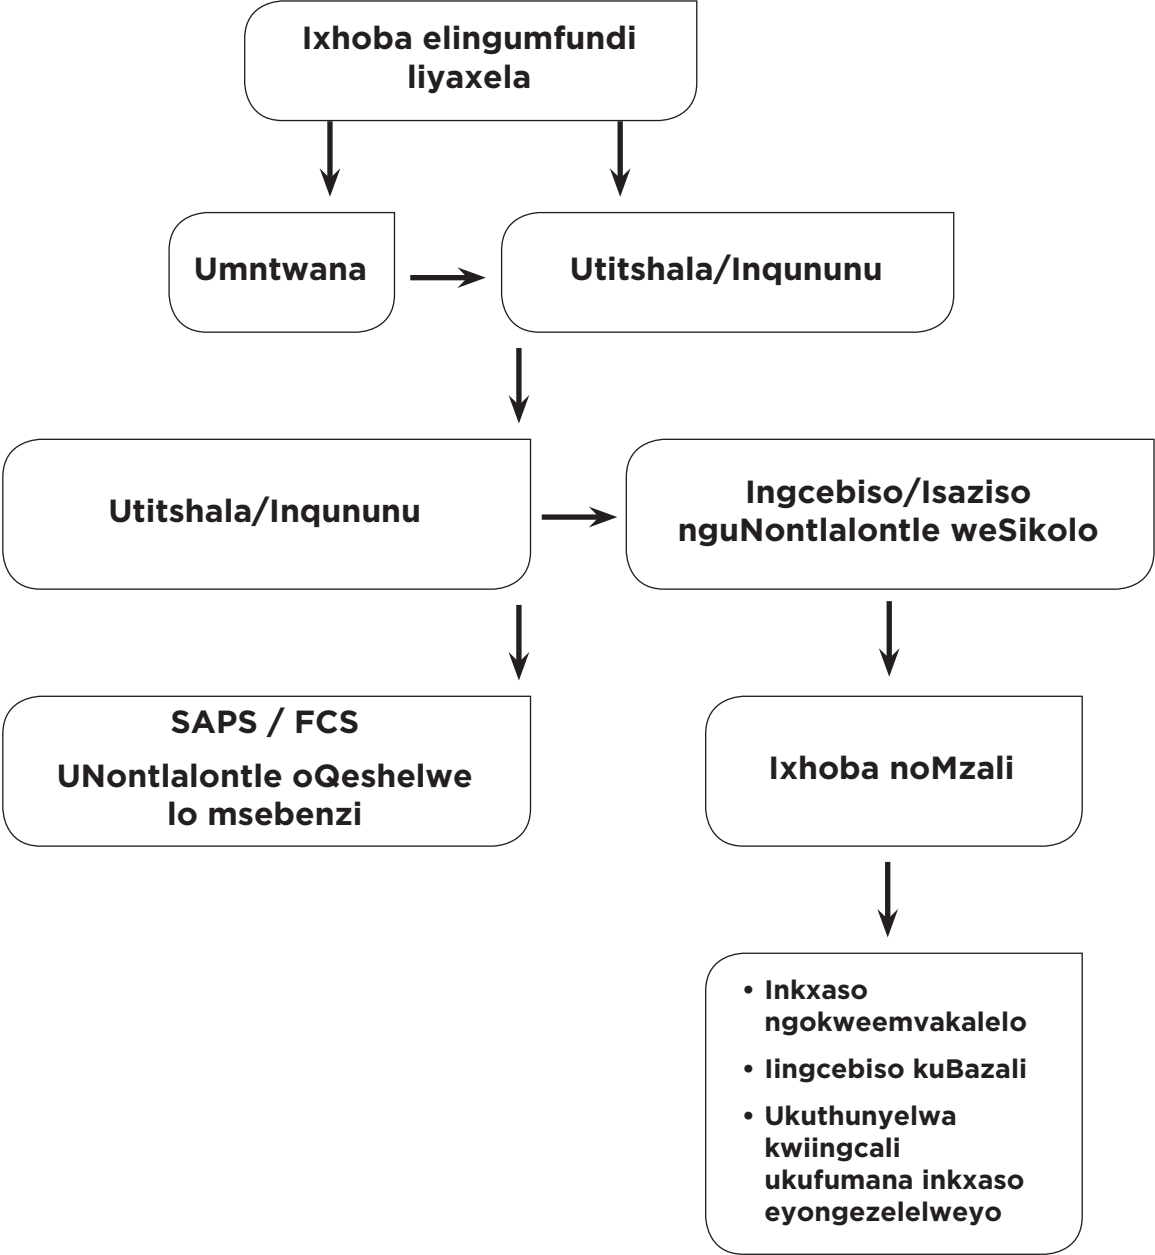 Ixhoba elingumfundi
liyaxela
Umntwana
Utitshala/Inqununu
Utitshala/Inqununu
Ingcebiso/Isaziso
nguNontlalontle weSikolo
SAPS / FCS
UNontlalontle oQeshelwe
lo msebenzi
Ixhoba noMzali
• Inkxaso
ngokweemvakalelo
• Iingcebiso kuBazali
• Ukuthunyelwa
kwiingcali
ukufumana inkxaso
eyongezelelweyo